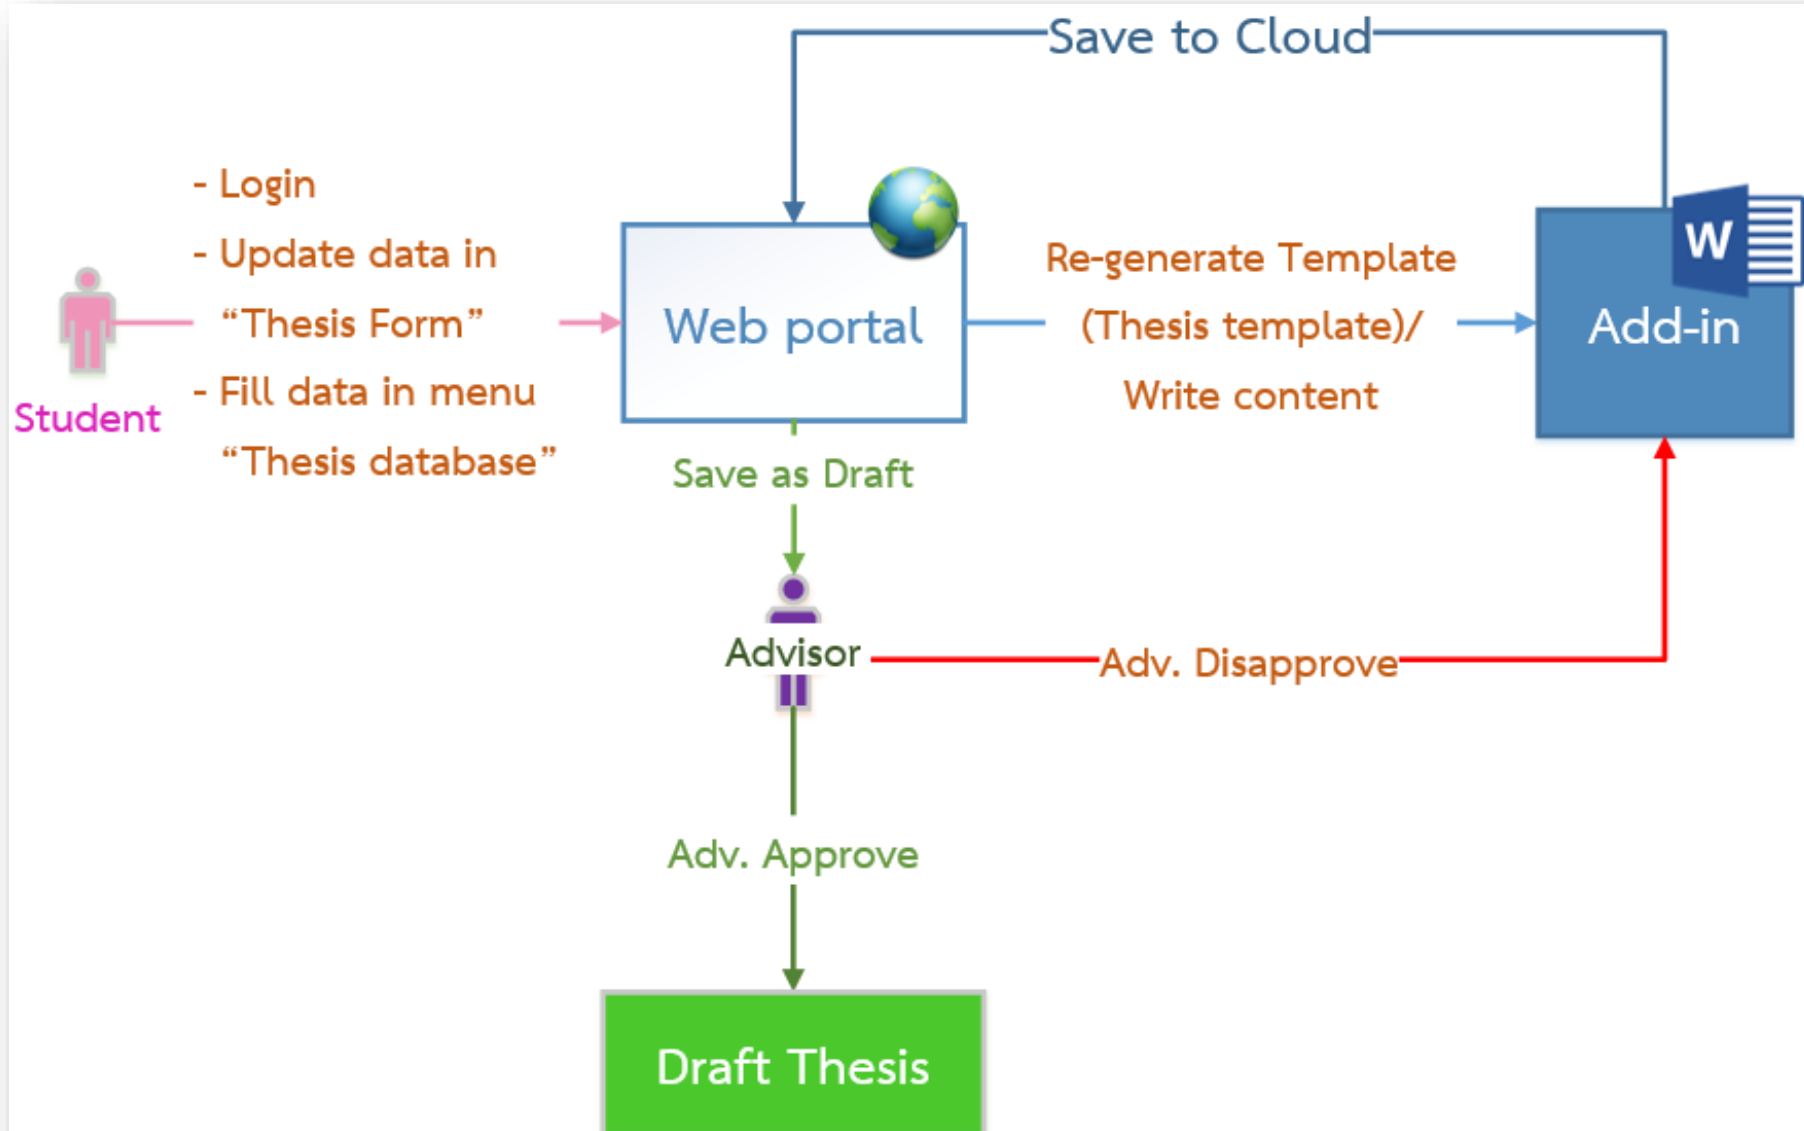 Save to Cloud
- Login
- Update data in
“Thesis Form”
- Fill data in menu
“Thesis database”
Student
Web portal
Re-generate Template
(Thesis template)/
Write content
W
Add-in
Save as Draft
Advisor
Adv. Disapprove
Adv. Approve
Draft Thesis